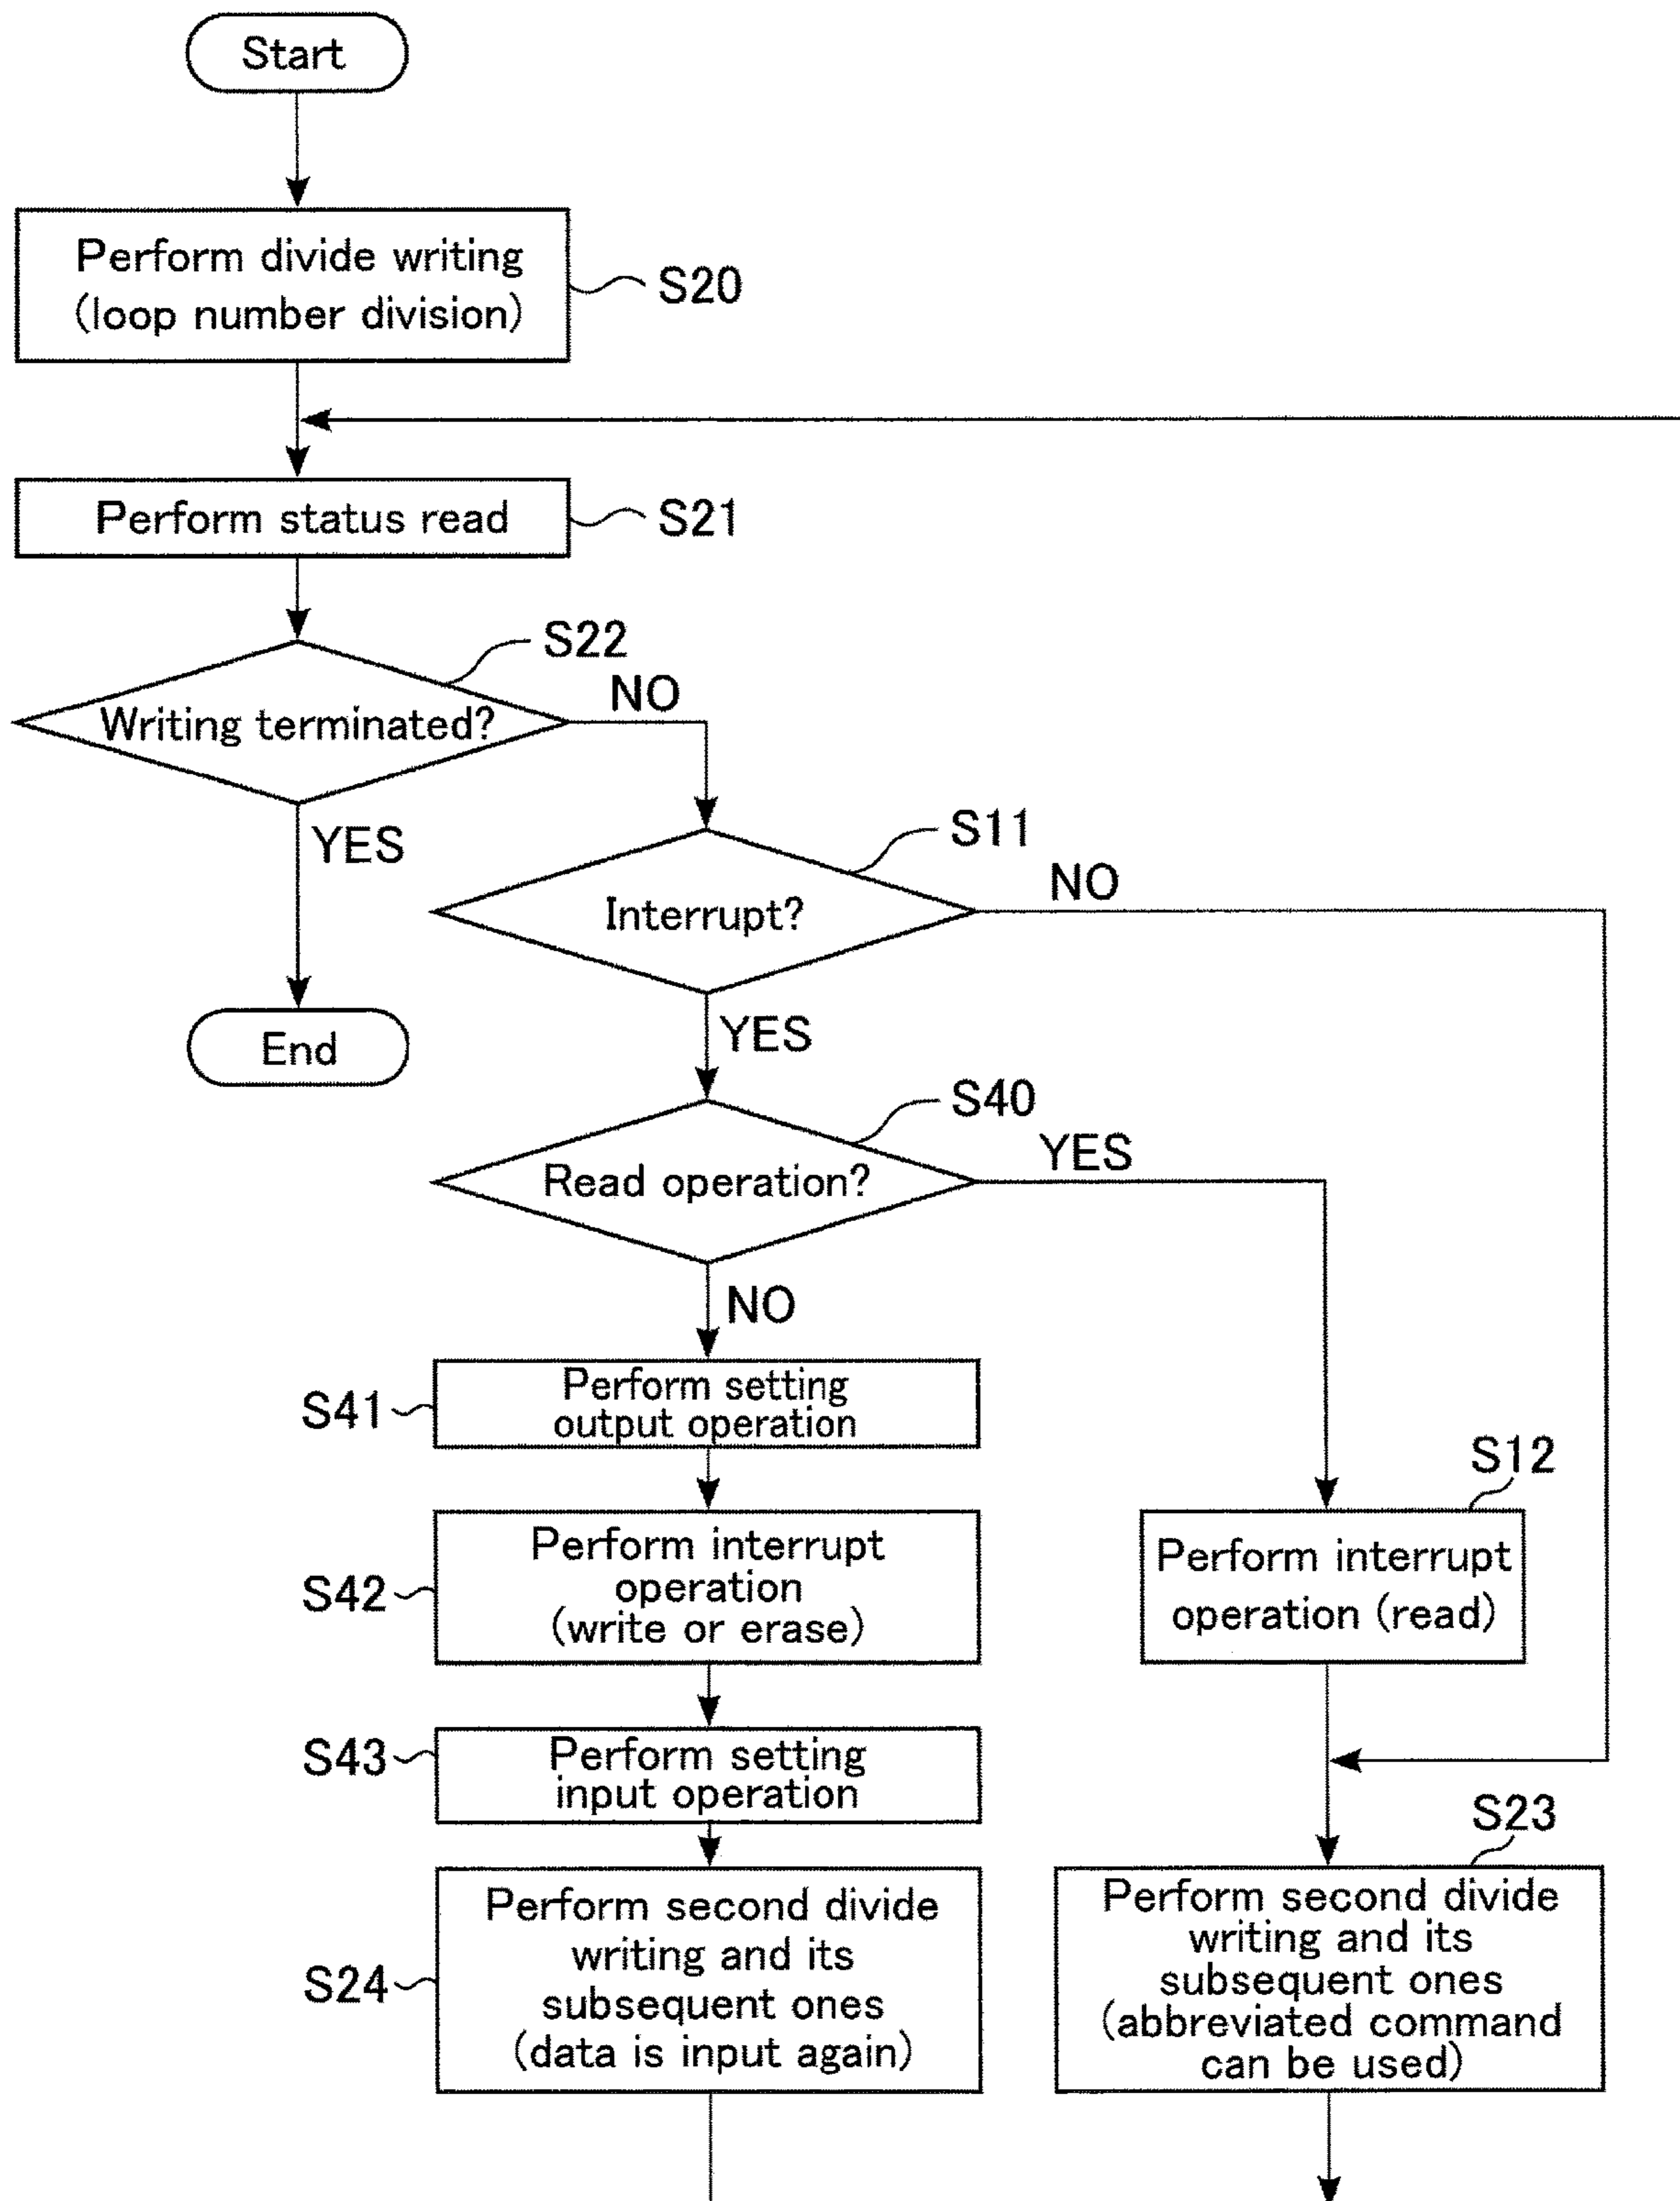 Start
Perform divide writing
(loop number division)
S20
Perform status read
S21
S22
Writing terminated?
NO
YES
S11
Interrupt?
NO
End
YES
S40
Read operation?
YES
NO
S41
Perform setting
output operation
S12
S42
Perform interrupt
operation
(write or erase)
Perform interrupt
operation (read)
S43
Perform setting
input operation
S23
S24
Perform second divide
writing and its
subsequent ones
(data is input again)
Perform second divide
writing and its
subsequent ones
(abbreviated command
can be used)